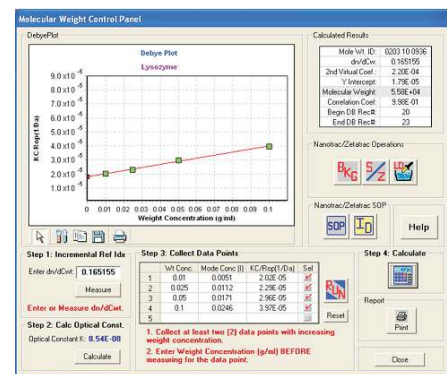 Molecular Weight Control Panel
DebyePlot
Debye Plot
Lysozyme
KC/Rop(1/Da)
9.0 x10 -5
8.0 x10 -5
7.0 x10 -5
6.0 x10 -5
5.0 x10 -5
4.0 x10 -5
3.0 x10 -5
2.0 x10 -5
1.0 x10 -5
0 0.01 0.02 0.03 0.04 0.05 0.06 0.07 0.08 0.09 0.1
Weight Concentration (g/ml)
Calculated Results
Mole Wt. ID: 0203 10 0936
dn/dCw: 0.165155
2nd Virtual Coef.: 2.20E-04
Y Intercept: 1.79E-05
Molecular Weight: 5.58E+04
Correlation Coef: 9.98E-01
Begin DB Rec#: 20
End DB Rec#: 23
Nanotrac/Zetatrac Operations
BKG S/Z LD
Nanotrac/Zetatrac SOP
SOP ID
Help
Step 1: Incremental Ref Idx
Enter dn/dCwt: 0.165155
Measure
Enter or Measure dn/dCwt.
Step 2: Calc Optical Const.
Optical Constant K: 8.54E-08
Calculate
Step 3: Collect Data Points
Wt Conc. Mode Conc (l) KC/Rop(1/Da) Sel
1 0.01 0.0051 2.02E-05
2 0.025 0.0112 2.29E-05
3 0.05 0.0171 2.96E-05
4 0.1 0.0246 3.97E-05
5
RUN
Reset
1. Collect at least two (2) data points with increasing
weight concentration.
2. Enter Weight Concentration (g/ml) BEFORE
measuring for the data point.
Step 4: Calculate
Report
Print
Close